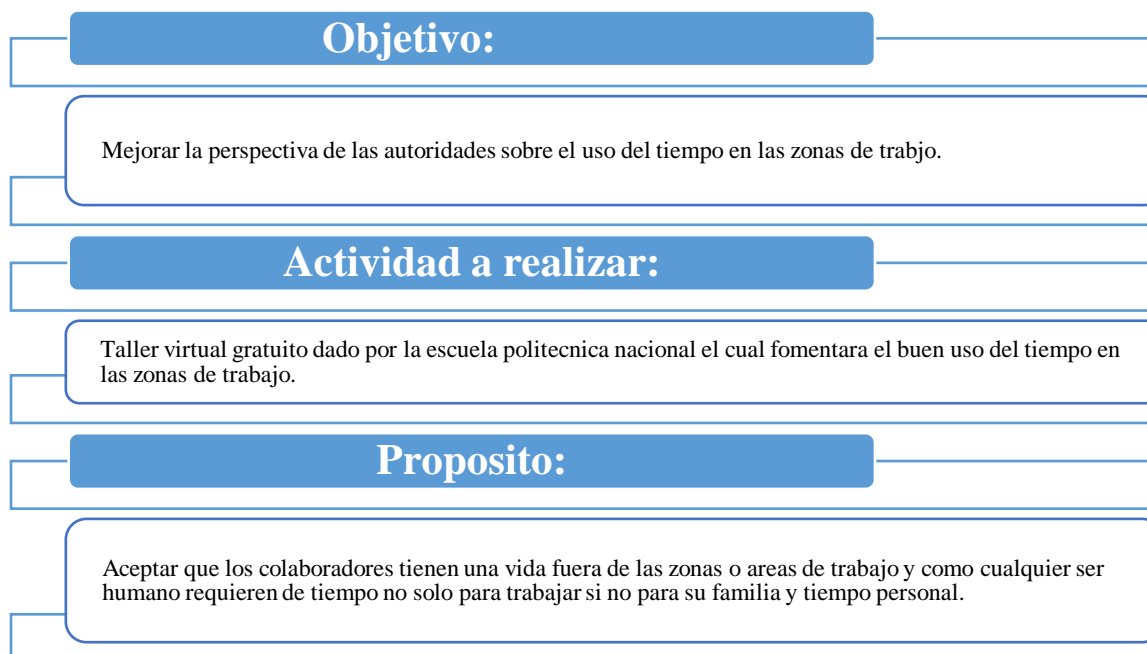 Objetivo:
Mejorar la perspectiva de las autoridades sobre el uso del tiempo en las zonas de trabjo.
Actividad a realizar:
Taller virtual gratuito dado por la escuela politecnica nacional el cual fomentara el buen uso del tiempo en
las zonas de trabajo.
Proposito:
Aceptar que los colaboradores tienen una vida fuera de las zonas o areas de trabajo y como cualquier ser
humano requieren de tiempo no solo para trabajar si no para su familia y tiempo personal.